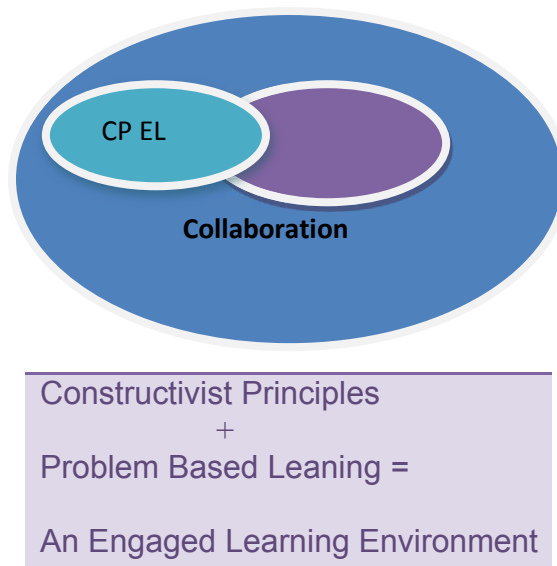 CP EL
Collaboration
Constructivist Principles
+
Problem Based Leaning =
An Engaged Learning Environment